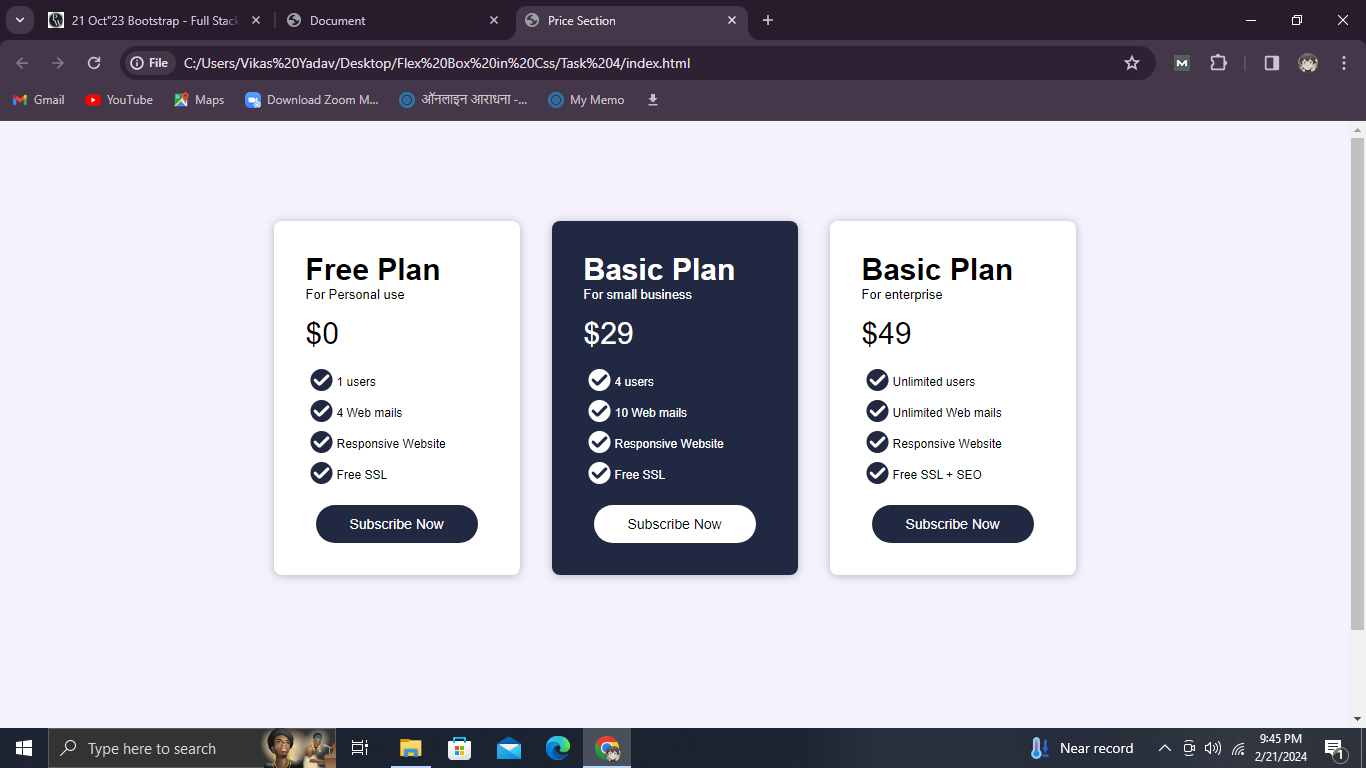 21 Oct"23 Bootstrap - Full Stack
Document
Price Section
File
C:/Users/Vikas%20Yadav/Desktop/Flex%20Box%20in%20Css/Task%204/index.html
M
Gmail
YouTube
Maps
Download Zoom M...
ऑनलाइन आराधना -...
My Memo
Free Plan
For Personal use
$0
1 users
4 Web mails
Responsive Website
Free SSL
Subscribe Now
Basic Plan
For small business
$29
4 users
10 Web mails
Responsive Website
Free SSL
Subscribe Now
Basic Plan
For enterprise
$49
Unlimited users
Unlimited Web mails
Responsive Website
Free SSL + SEO
Subscribe Now
Type here to search
Near record
9:45 PM
2/21/2024
1